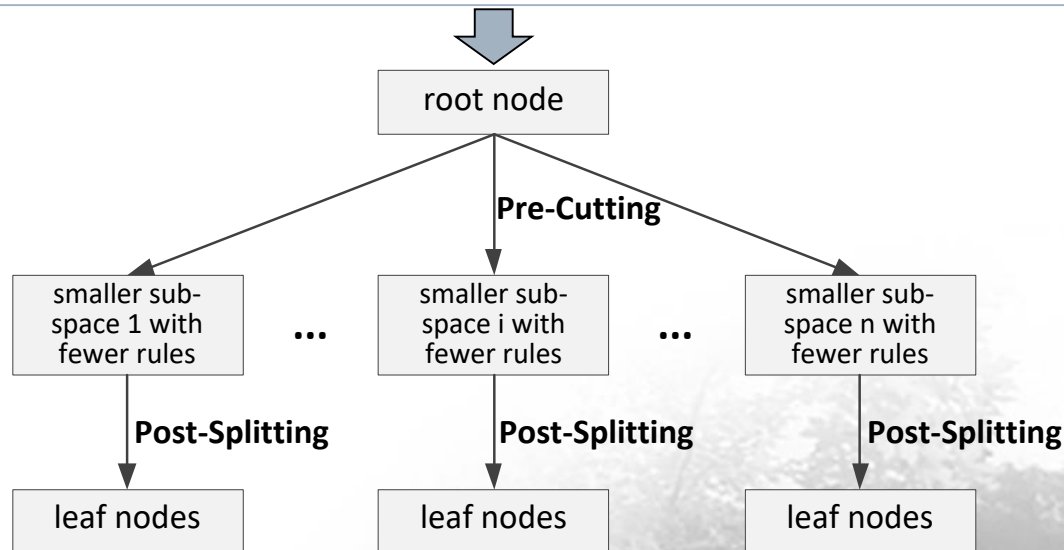 root node
Pre-Cutting
smaller sub-
space 1 with
fewer rules
...
smaller sub-
space i with
fewer rules
...
smaller sub-
space n with
fewer rules
Post-Splitting
Post-Splitting
Post-Splitting
leaf nodes
leaf nodes
leaf nodes